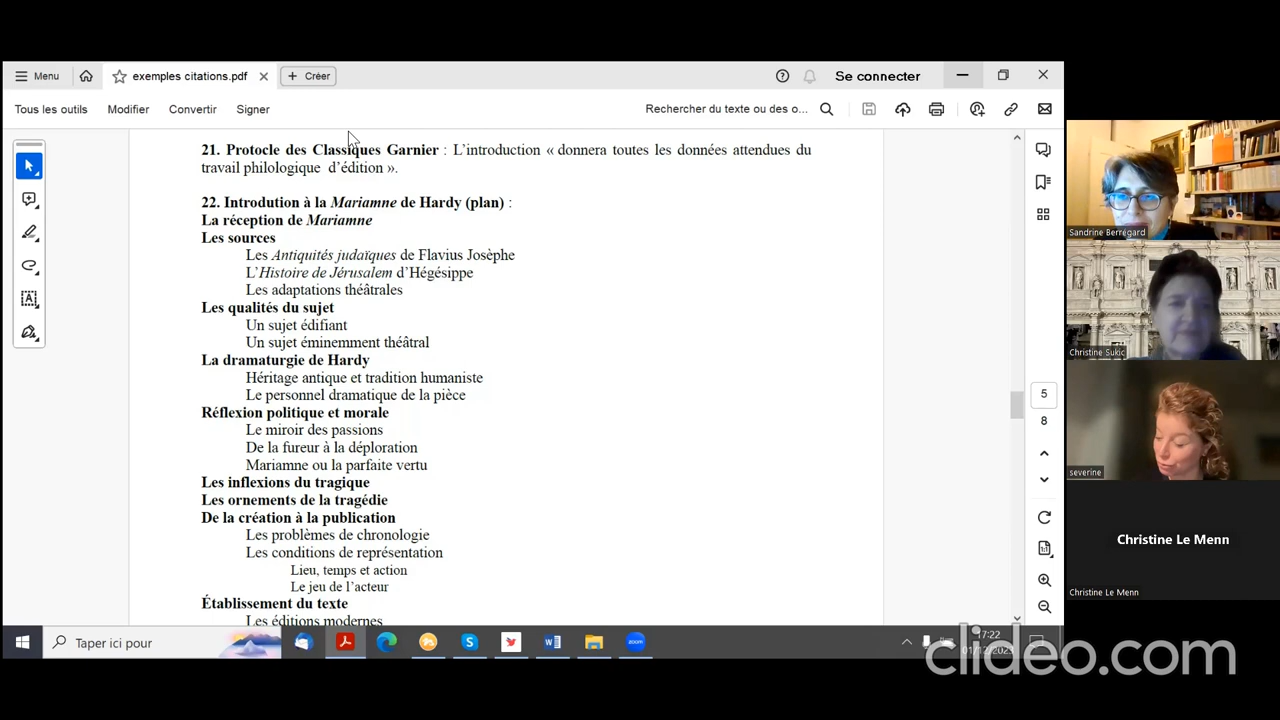 Menu
exemples citations.pdf
Créer
Se connecter
Tous les outils
Modifier
Convertir
Signer
Rechercher du texte ou des o...
21. Protocle des Classiques Garnier : L'introduction « donnera toutes les données attendues du
travail philologique d'édition ».
22. Introdution à la Mariamne de Hardy (plan) :
La réception de Mariamne
Les sources
Les Antiquités judaïques de Flavius Josèphe
L'Histoire de Jérusalem d'Hégésippe
Les adaptations théâtrales
Les qualités du sujet
Un sujet édifiant
Un sujet éminemment théâtral
La dramaturgie de Hardy
Héritage antique et tradition humaniste
Le personnel dramatique de la pièce
Réflexion politique et morale
Le miroir des passions
De la fureur à la déploration
Mariamne ou la parfaite vertu
Les inflexions du tragique
Les ornements de la tragédie
De la création à la publication
Les problèmes de chronologie
Les conditions de représentation
Lieu, temps et action
Le jeu de l'acteur
Établissement du texte
Les éditions modernes
5
8
Sandrine Berregard
Christine Sukic
severine
Christine Le Menn
Christine Le Menn
Taper ici pour
zoom
17:22
01/12/2023
clideo.com